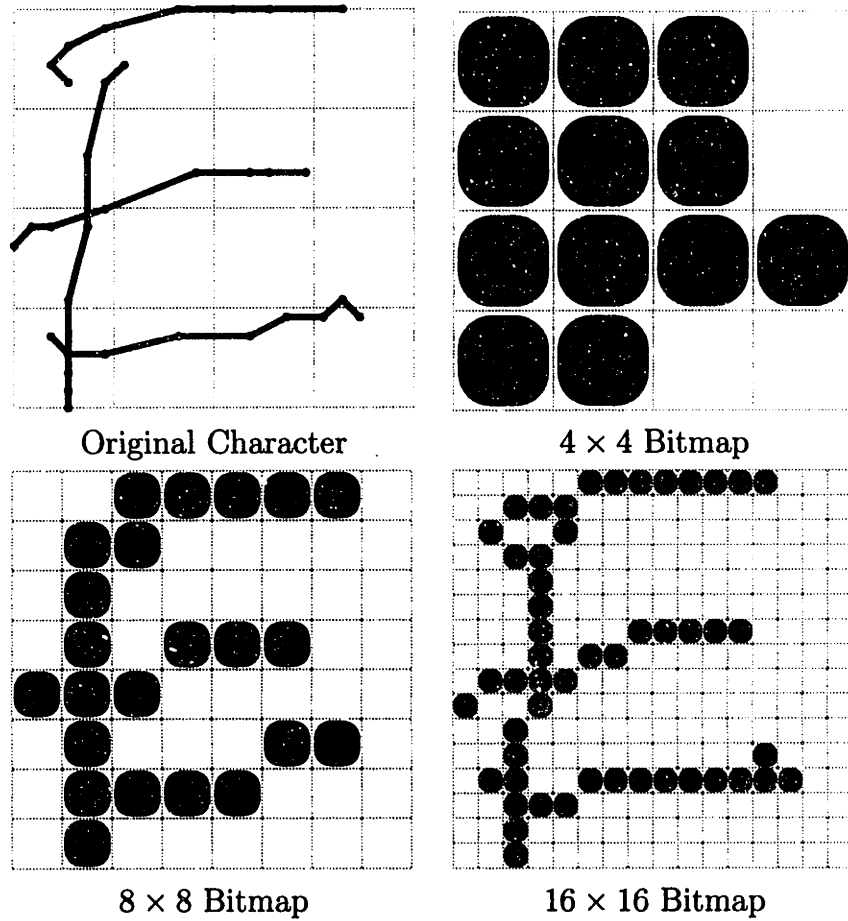 Original Character
4 × 4 Bitmap
8 × 8 Bitmap
16 × 16 Bitmap